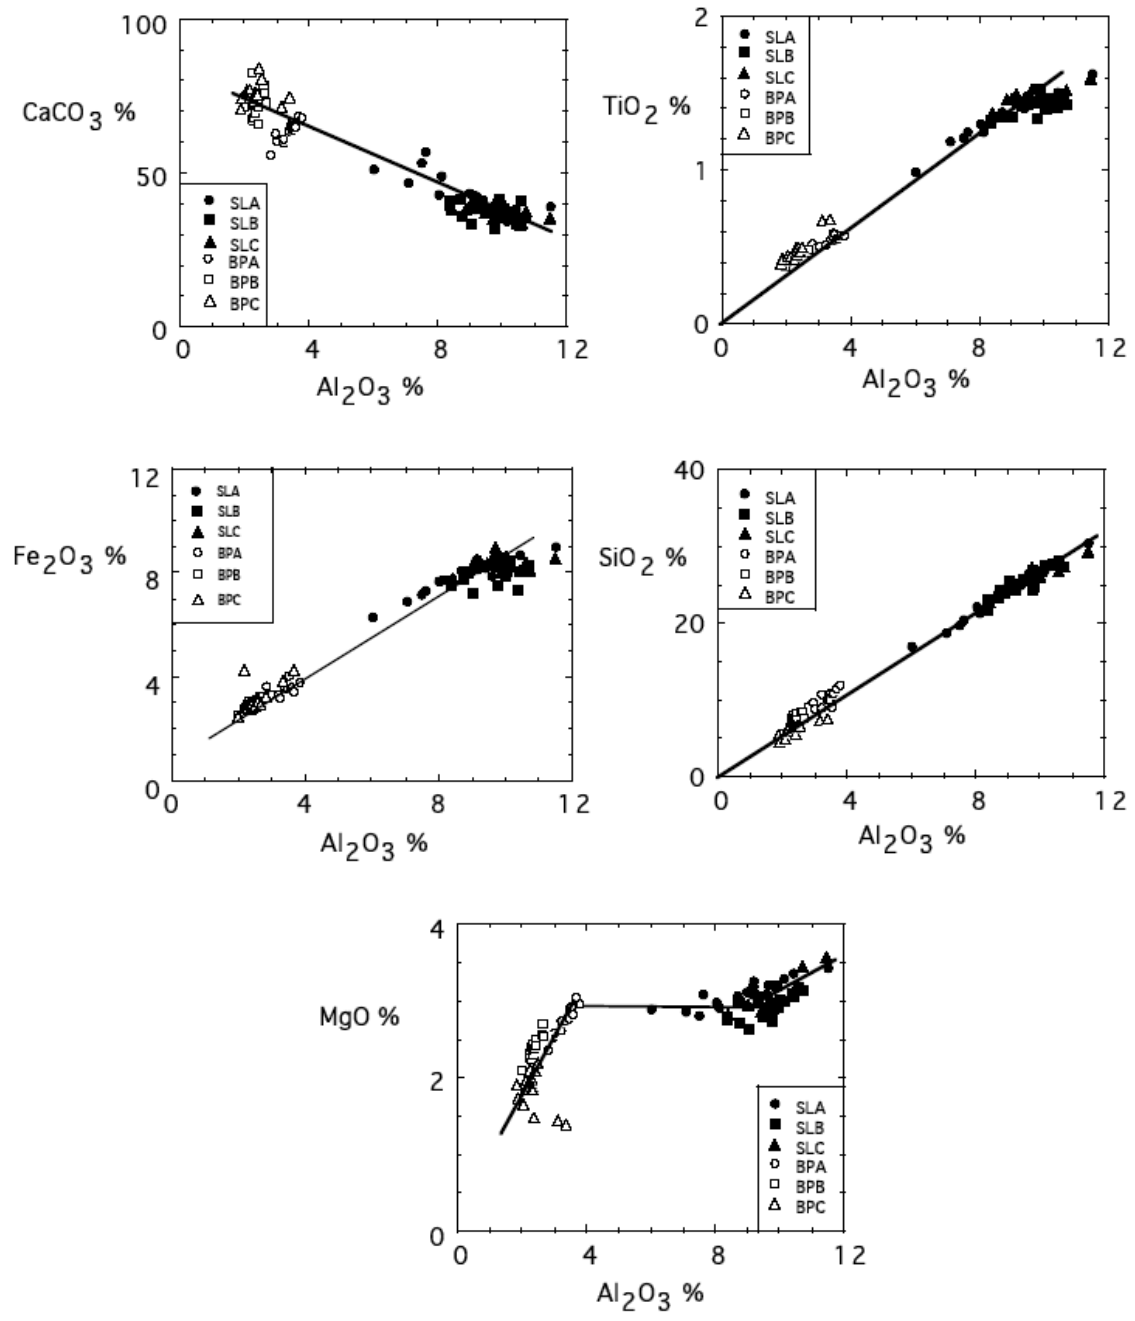 100
CaCO3 %
50
0
SLA
SLB
SLC
BPA
BPB
BPC
0 4 8 12
Al2O3 %
2
TiO2 %
1
0
SLA
SLB
SLC
BPA
BPB
BPC
0 4 8 12
Al2O3 %
12
Fe2O3 %
8
4
0
SLA
SLB
SLC
BPA
BPB
BPC
0 4 8 12
Al2O3 %
40
SiO2 %
20
0
SLA
SLB
SLC
BPA
BPB
BPC
0 4 8 12
Al2O3 %
4
MgO %
2
0
SLA
SLB
SLC
BPA
BPB
BPC
0 4 8 12
Al2O3 %